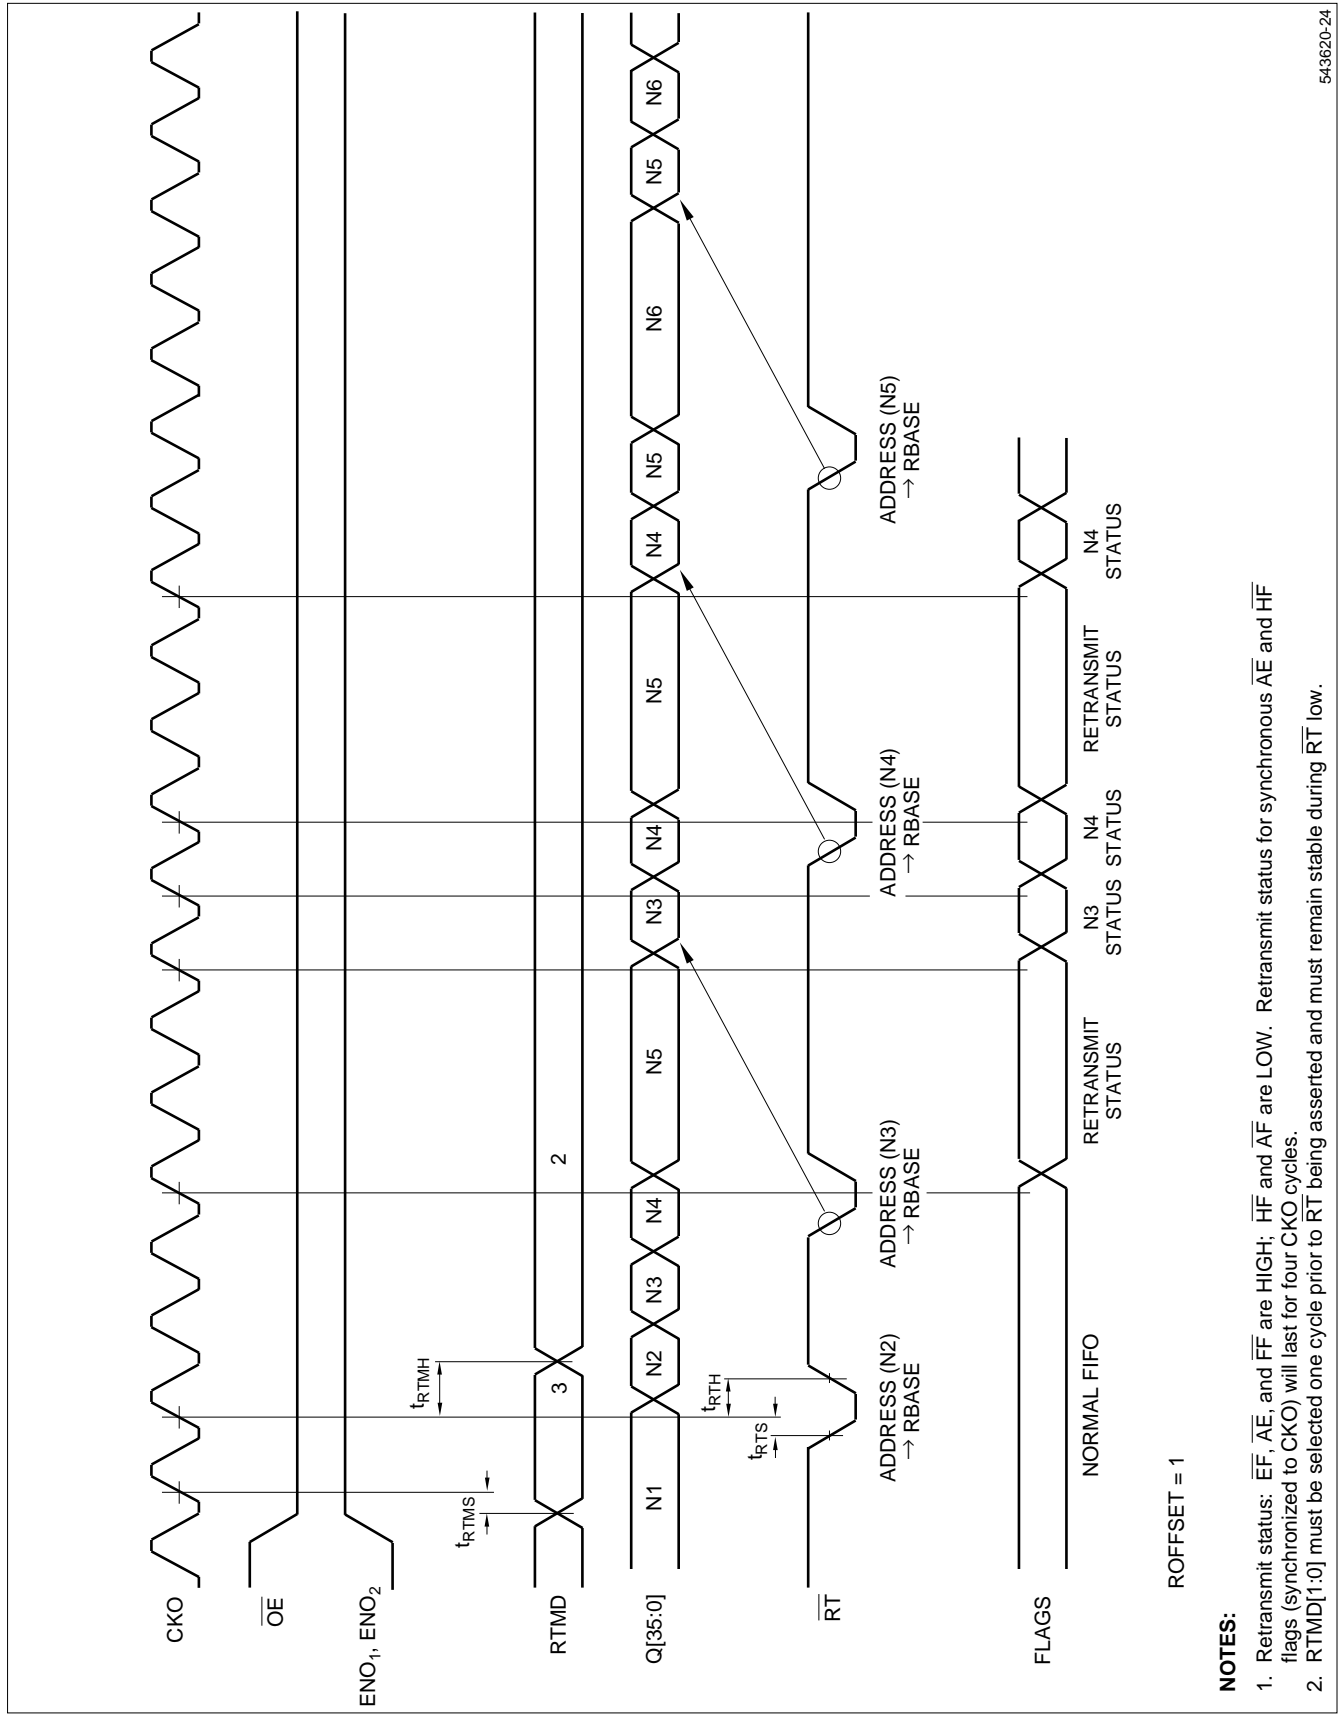 CKO
OE
ENO1, ENO2
tRTMS
tRTMH
RTMD
3
2
Q[35:0]
N1
N2
N3
N4
N5
N3
N4
N5
N4
N5
N6
N5
N6
tRTS
tRTH
RT
ADDRESS (N2)
→ RBASE
ADDRESS (N3)
→ RBASE
ADDRESS (N4)
→ RBASE
ADDRESS (N5)
→ RBASE
FLAGS
NORMAL FIFO
RETRANSMIT
STATUS
N3
STATUS
N4
STATUS
RETRANSMIT
STATUS
N4
STATUS
ROFFSET = 1
NOTES:
1. Retransmit status: EF, AE, and FF are HIGH; HF and AF are LOW. Retransmit status for synchronous AE and HF
flags (synchronized to CKO) will last for four CKO cycles.
2. RTMD[1:0] must be selected one cycle prior to RT being asserted and must remain stable during RT low.
543620-24